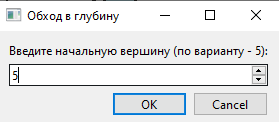 Обход в глубину
Введите начальную вершину (по варианту - 5):
5
OK
Cancel